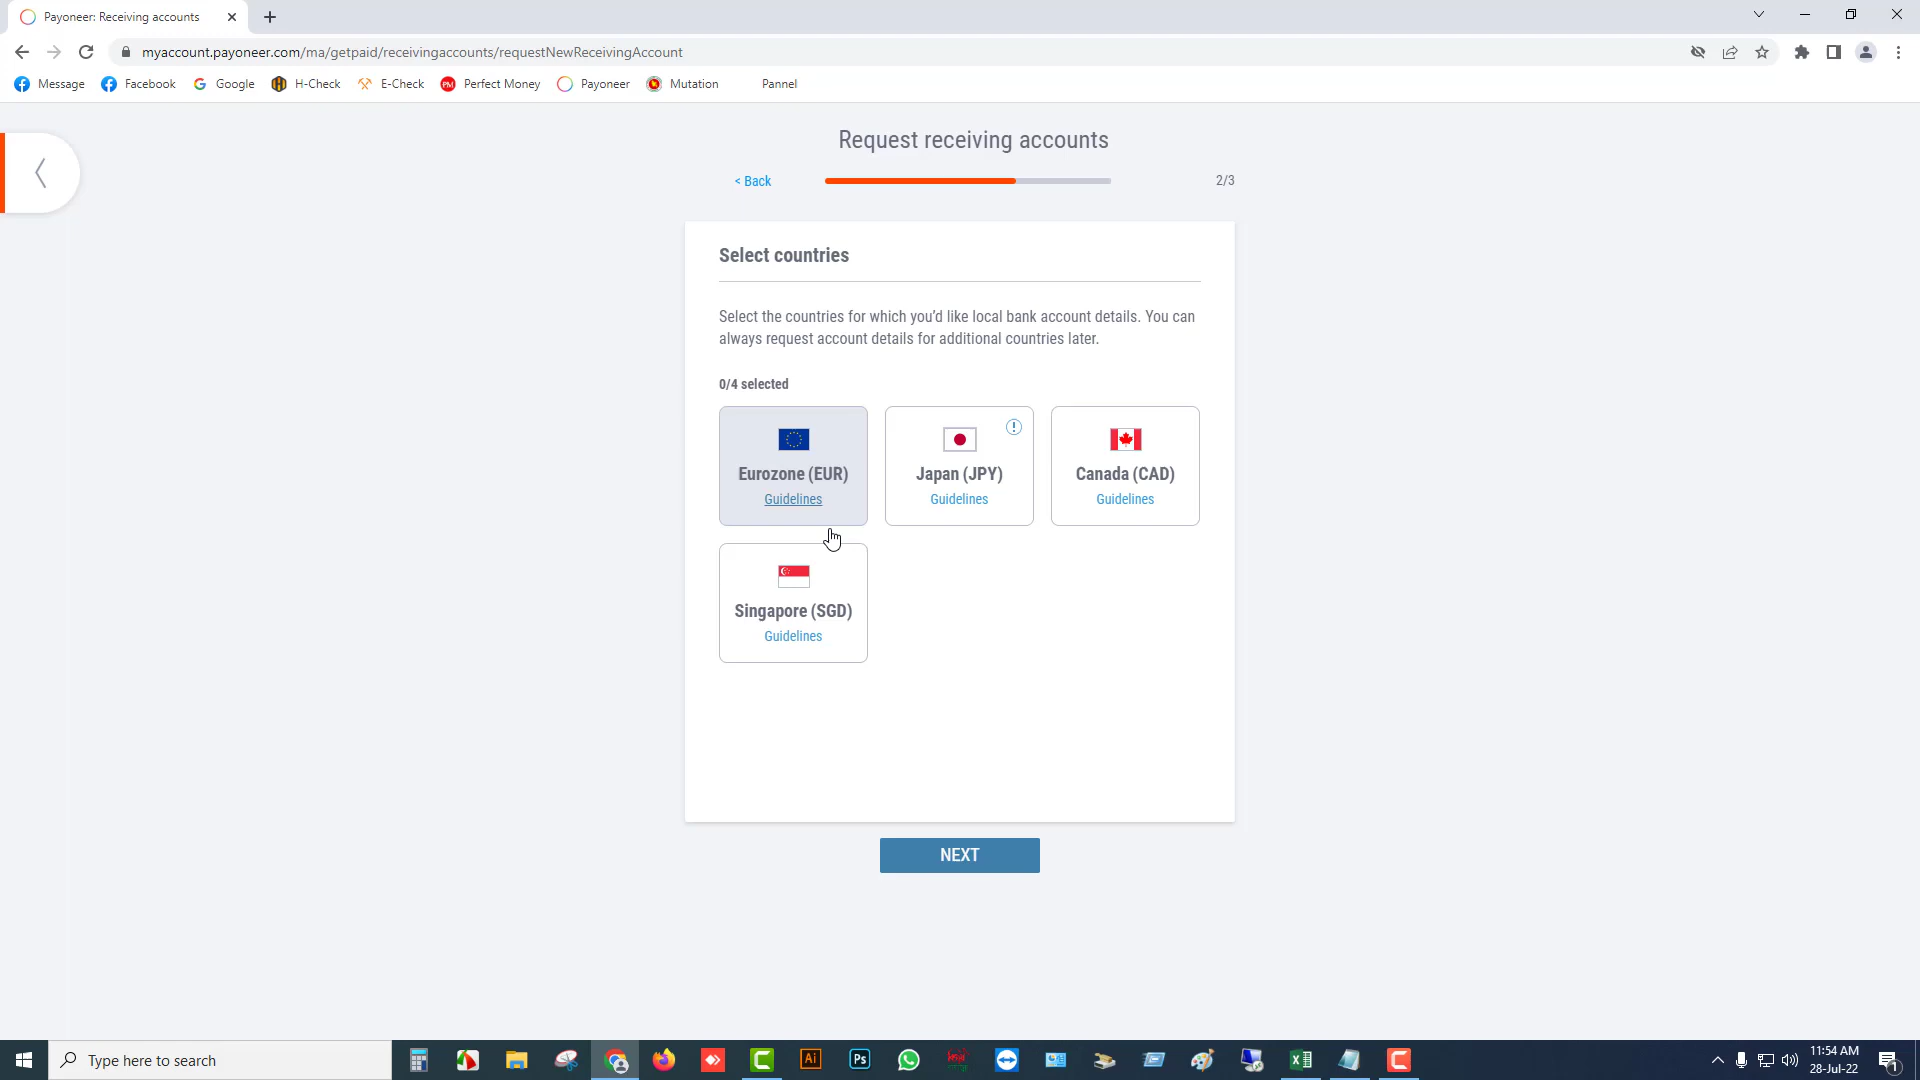 Payoneer: Receiving accounts
myaccount.payoneer.com/ma/getpaid/receivingaccounts/requestNewReceivingAccount
Message Facebook Google H-Check E-Check Perfect Money Payoneer Mutation Pannel
Request receiving accounts
< Back 2/3
Select countries
Select the countries for which you'd like local bank account details. You can
always request account details for additional countries later.
0/4 selected
Eurozone (EUR) Japan (JPY) Canada (CAD)
Guidelines Guidelines Guidelines
Singapore (SGD)
Guidelines
NEXT
Type here to search
11:54 AM
28-Jul-22